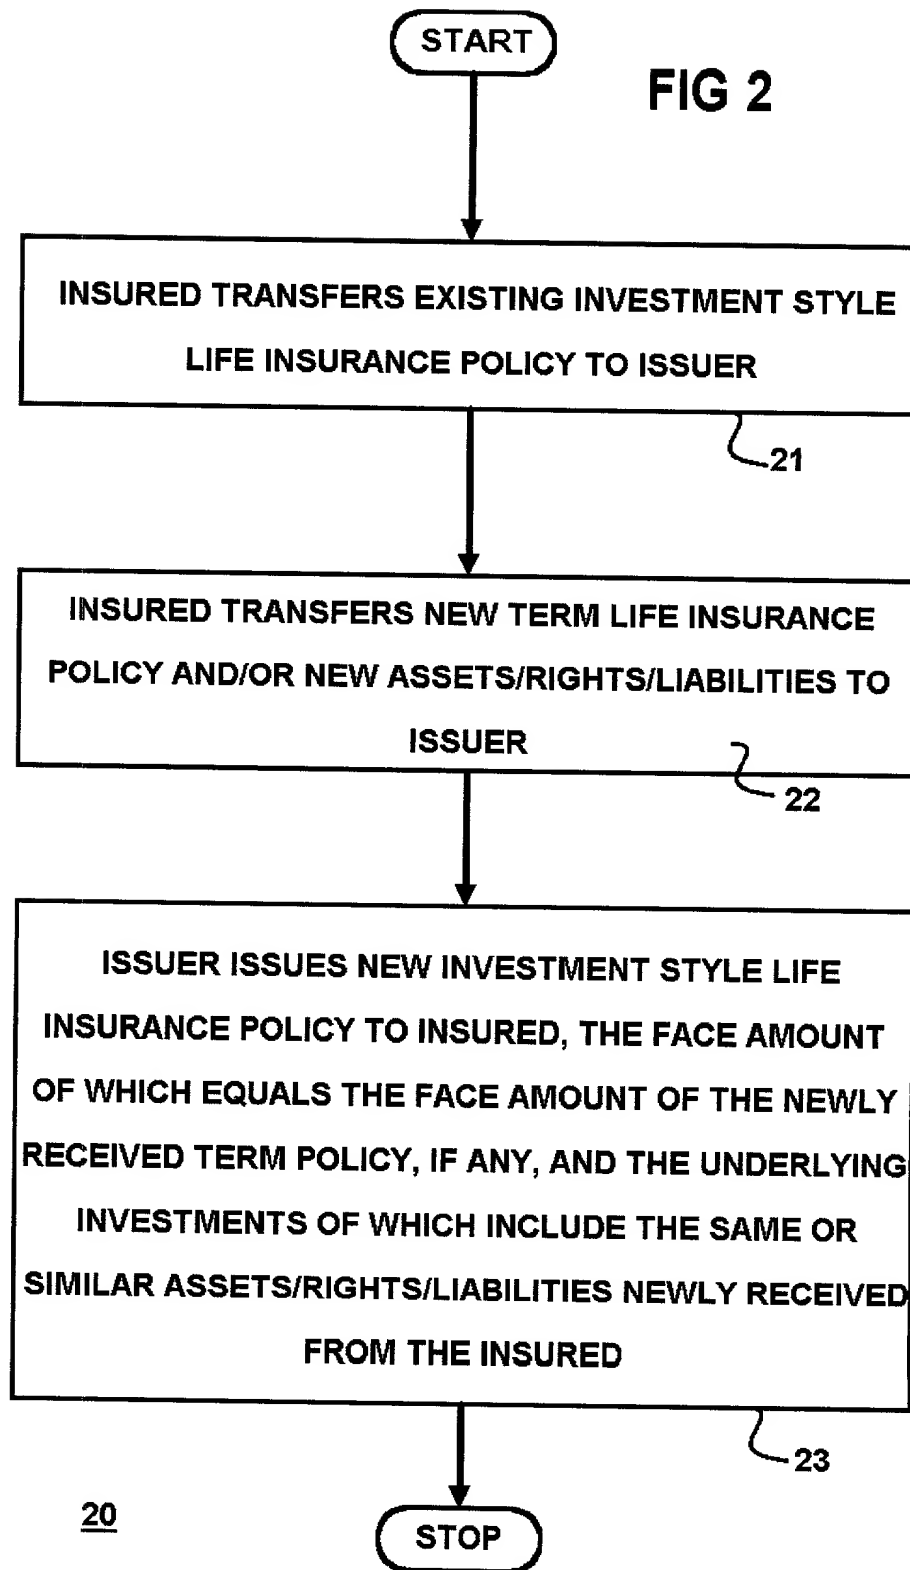 START
FIG 2
INSURED TRANSFERS EXISTING INVESTMENT STYLE
LIFE INSURANCE POLICY TO ISSUER
21
INSURED TRANSFERS NEW TERM LIFE INSURANCE
POLICY AND/OR NEW ASSETS/RIGHTS/LIABILITIES TO
ISSUER
22
ISSUER ISSUES NEW INVESTMENT STYLE LIFE
INSURANCE POLICY TO INSURED, THE FACE AMOUNT
OF WHICH EQUALS THE FACE AMOUNT OF THE NEWLY
RECEIVED TERM POLICY, IF ANY, AND THE UNDERLYING
INVESTMENTS OF WHICH INCLUDE THE SAME OR
SIMILAR ASSETS/RIGHTS/LIABILITIES NEWLY RECEIVED
FROM THE INSURED
23
20
STOP